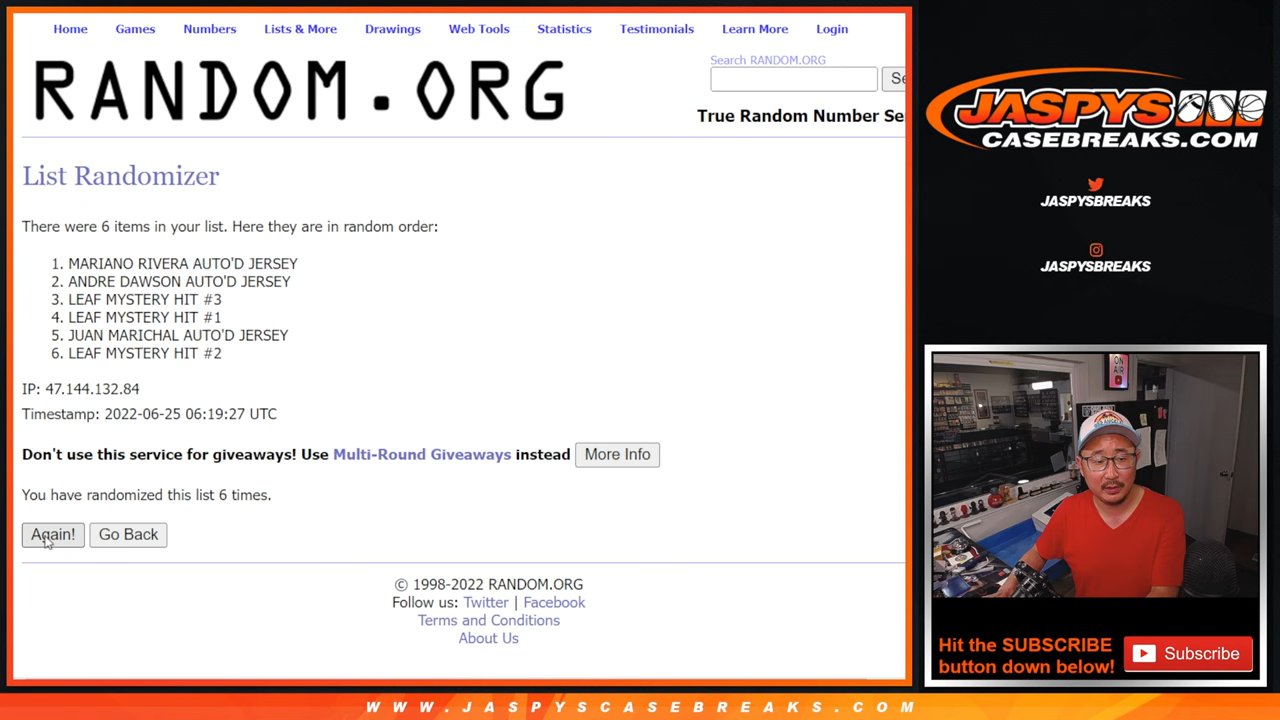 Home Games Numbers Lists & More Drawings Web Tools Statistics Testimonials Learn More Login
RANDOM.ORG
Search RANDOM.ORG
Se
True Random Number Se
List Randomizer
There were 6 items in your list. Here they are in random order:
1. MARIANO RIVERA AUTO'D JERSEY
2. ANDRE DAWSON AUTO'D JERSEY
3. LEAF MYSTERY HIT #3
4. LEAF MYSTERY HIT #1
5. JUAN MARICHAL AUTO'D JERSEY
6. LEAF MYSTERY HIT #2
IP: 47.144.132.84
Timestamp: 2022-06-25 06:19:27 UTC
Don't use this service for giveaways! Use Multi-Round Giveaways instead More Info
You have randomized this list 6 times.
Again! Go Back
© 1998-2022 RANDOM.ORG
Follow us: Twitter | Facebook
Terms and Conditions
About Us
JASPYS
CASEBREAKS.COM
JASPYSBREAKS
JASPYSBREAKS
ON
AIR
Hit the SUBSCRIBE
button down below!
Subscribe
WWW.JASPYSCASEBREAKS.COM